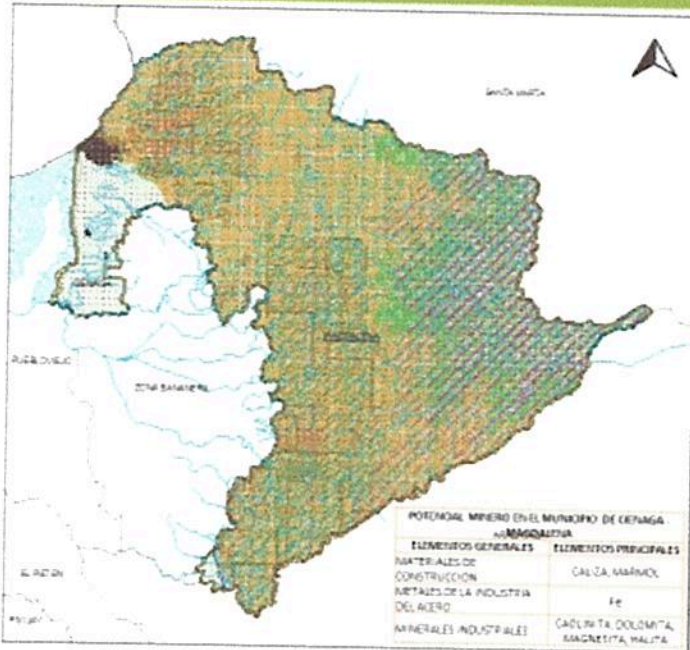 SANTA MARTA
PUEBLOVIEJO
ZONA BANANERA
EL RETÉN
POTENCIAL MINERO EN EL MUNICIPIO DE CIENAGA
MAGDALENA
ELEMENTOS GENERALES
ELEMENTOS PRINCIPALES
MATERIALES DE
CONSTRUCCION
CALIZA, MARMOL
METALES DE LA INDUSTRIA
DEL ACERO
Fe
MINERALES INDUSTRIALES
CAOLINITA, DOLOMITA,
MAGNESITA, HALITA